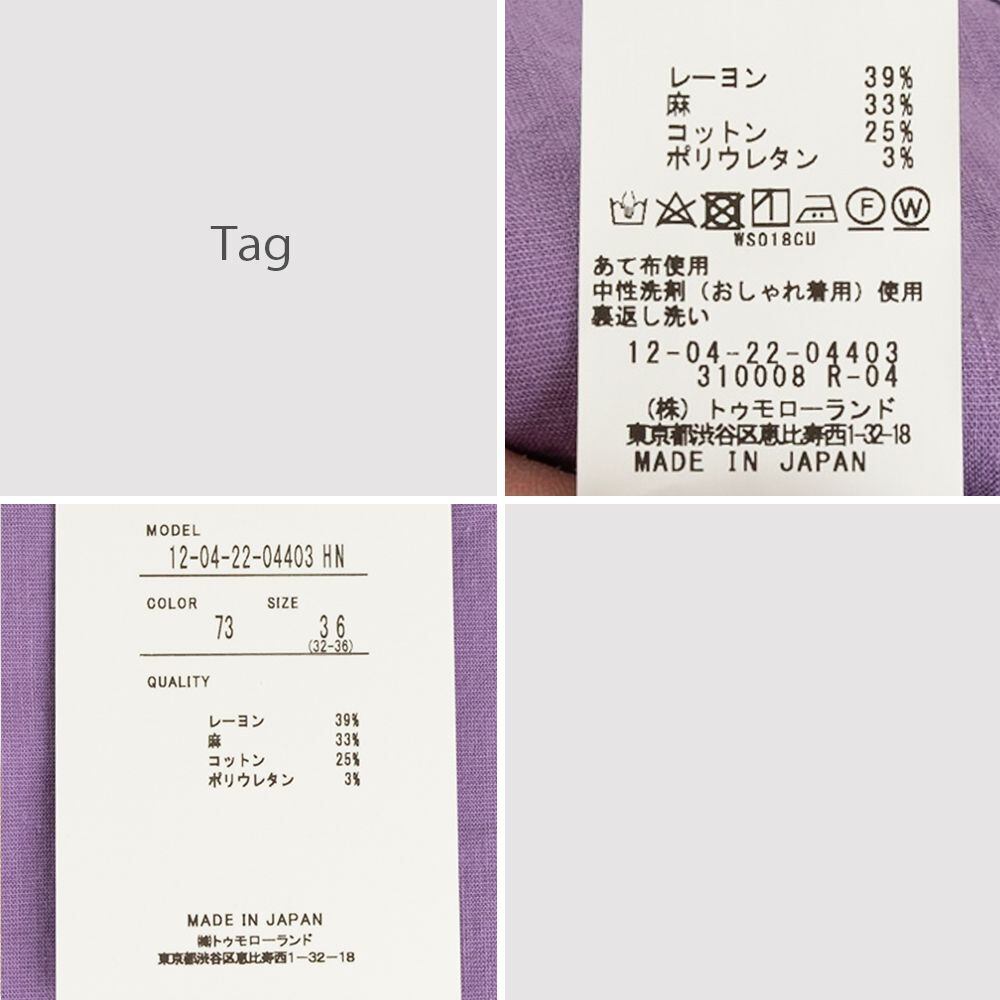 Tag
レーヨン 39%
麻 33%
コットン 25%
ポリウレタン 3%
F W
WS018CU
あて布使用
中性洗剤（おしゃれ着用）使用
裏返し洗い
12-04-22-04403
310008 R-04
（株）トゥモローランド
東京都渋谷区恵比寿西1-32-18
MADE IN JAPAN
MODEL
12-04-22-04403 HN
COLOR SIZE
73 36
(32-36)
QUALITY
レーヨン 39%
麻 33%
コットン 25%
ポリウレタン 3%
MADE IN JAPAN
㈱トゥモローランド
東京都渋谷区恵比寿西1-32-18